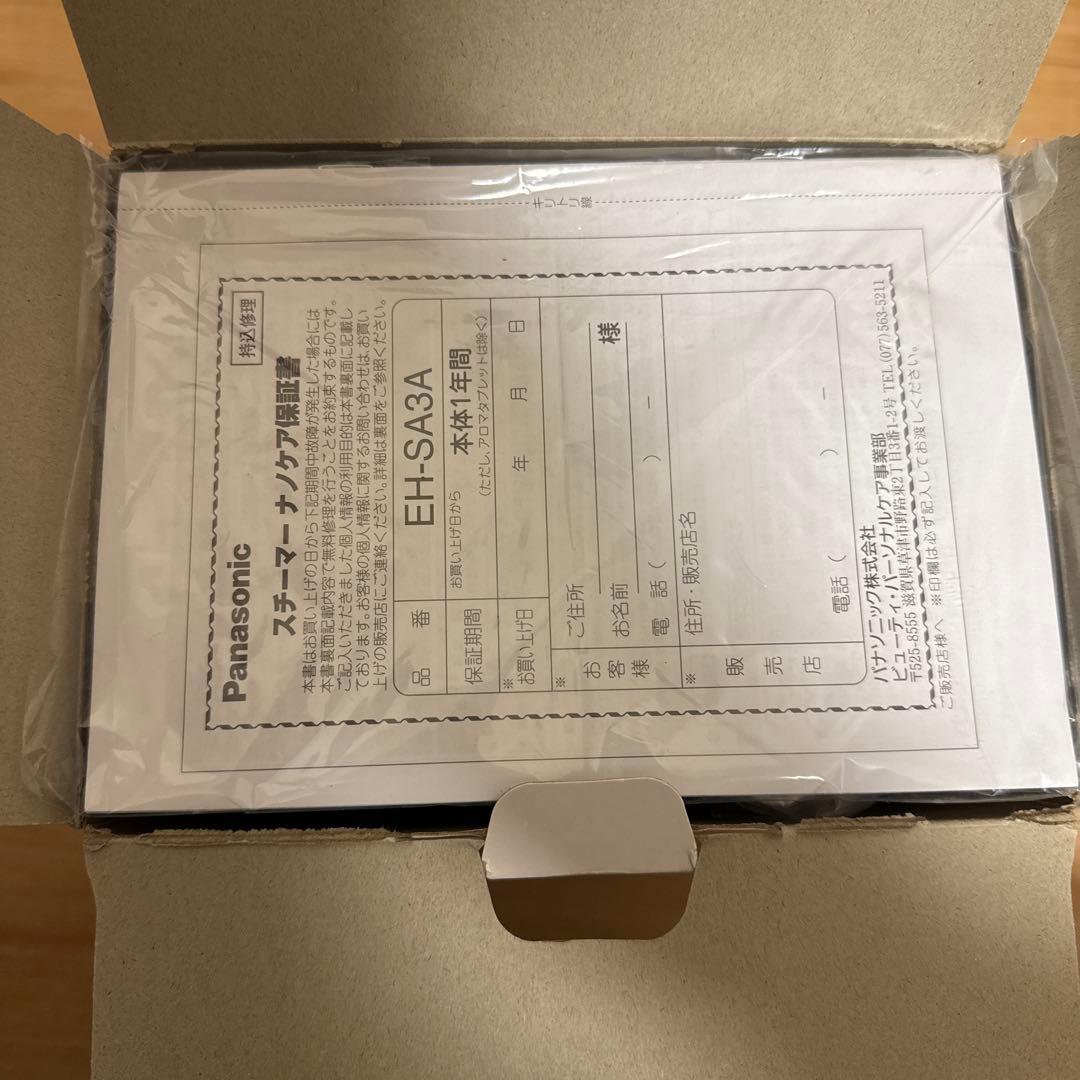 キリトリ線
持込修理
Panasonic
スチーマー ナノケア保証書
本書はお買い上げの日から下記期間中故障が発生した場合には
本書裏面記載内容で無料修理を行うことをお約束するものです。
ご記入いただきました個人情報の利用目的は本書裏面に記載し
ております。お客様の個人情報に関するお問い合わせは、お買い
上げの販売店にご連絡ください。詳細は裏面をご参照ください。
品番 EH-SA3A
保証期間 お買い上げ日から 本体1年間
(ただし、アロマタブレットは除く)
※お買い上げ日 年 月 日
※お客様 ご住所
お名前 様
電話( ) －
※販売店 住所・販売店名
電話( ) －
パナソニック株式会社
ビューティ・パーソナルケア事業部
〒525-8555 滋賀県草津市野路東2丁目3番1-2号 TEL(077)563-5211
ご販売店様へ ※印欄は必ず記入してお渡しください。